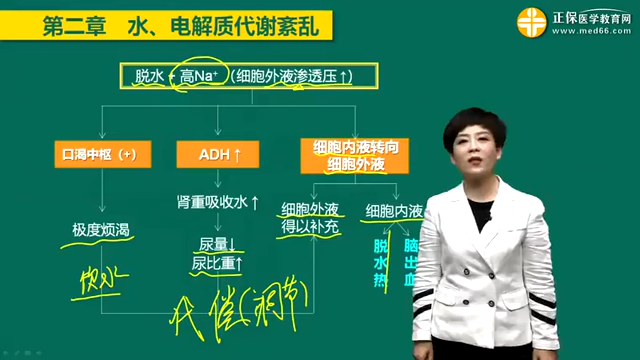 第二章 水、电解质代谢紊乱
正保医学教育网
www.med66.com
脱水+高Na⁺（细胞外液渗透压↑）
口渴中枢（+）
ADH↑
细胞内液转向
细胞外液
肾重吸收水↑
极度烦渴
尿量↓
尿比重↑
细胞外液
得以补充
细胞内液
脱水热
脑出血
饮水
代偿(调节)